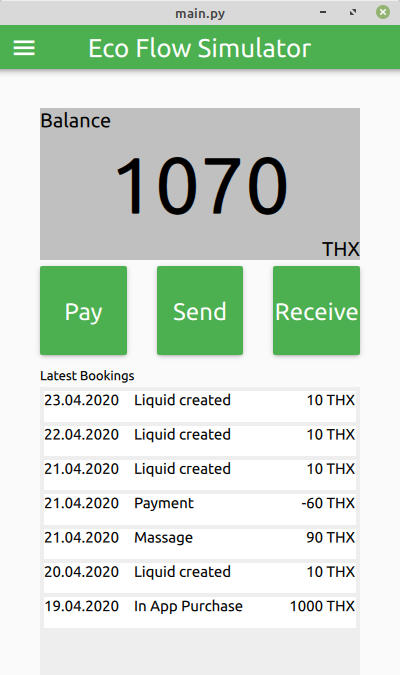 main.py
Eco Flow Simulator
Balance
1070
THX
Pay Send Receive
Latest Bookings
23.04.2020 Liquid created 10 THX
22.04.2020 Liquid created 10 THX
21.04.2020 Liquid created 10 THX
21.04.2020 Payment -60 THX
21.04.2020 Massage 90 THX
20.04.2020 Liquid created 10 THX
19.04.2020 In App Purchase 1000 THX